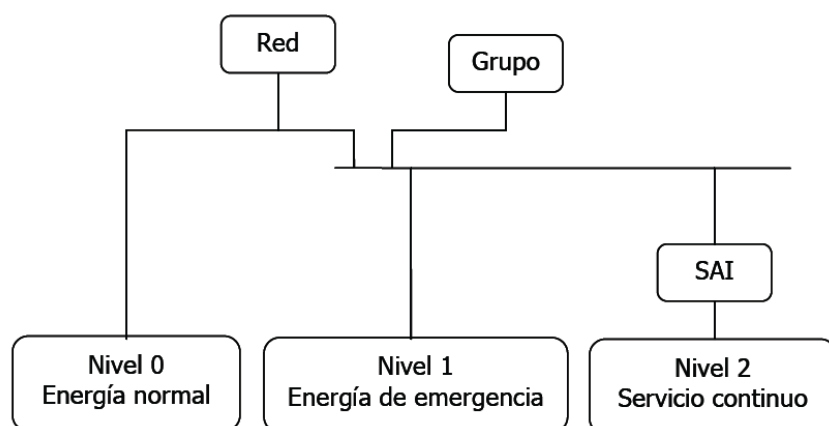 Red
Grupo
SAI
Nivel 0
Energía normal
Nivel 1
Energía de emergencia
Nivel 2
Servicio continuo